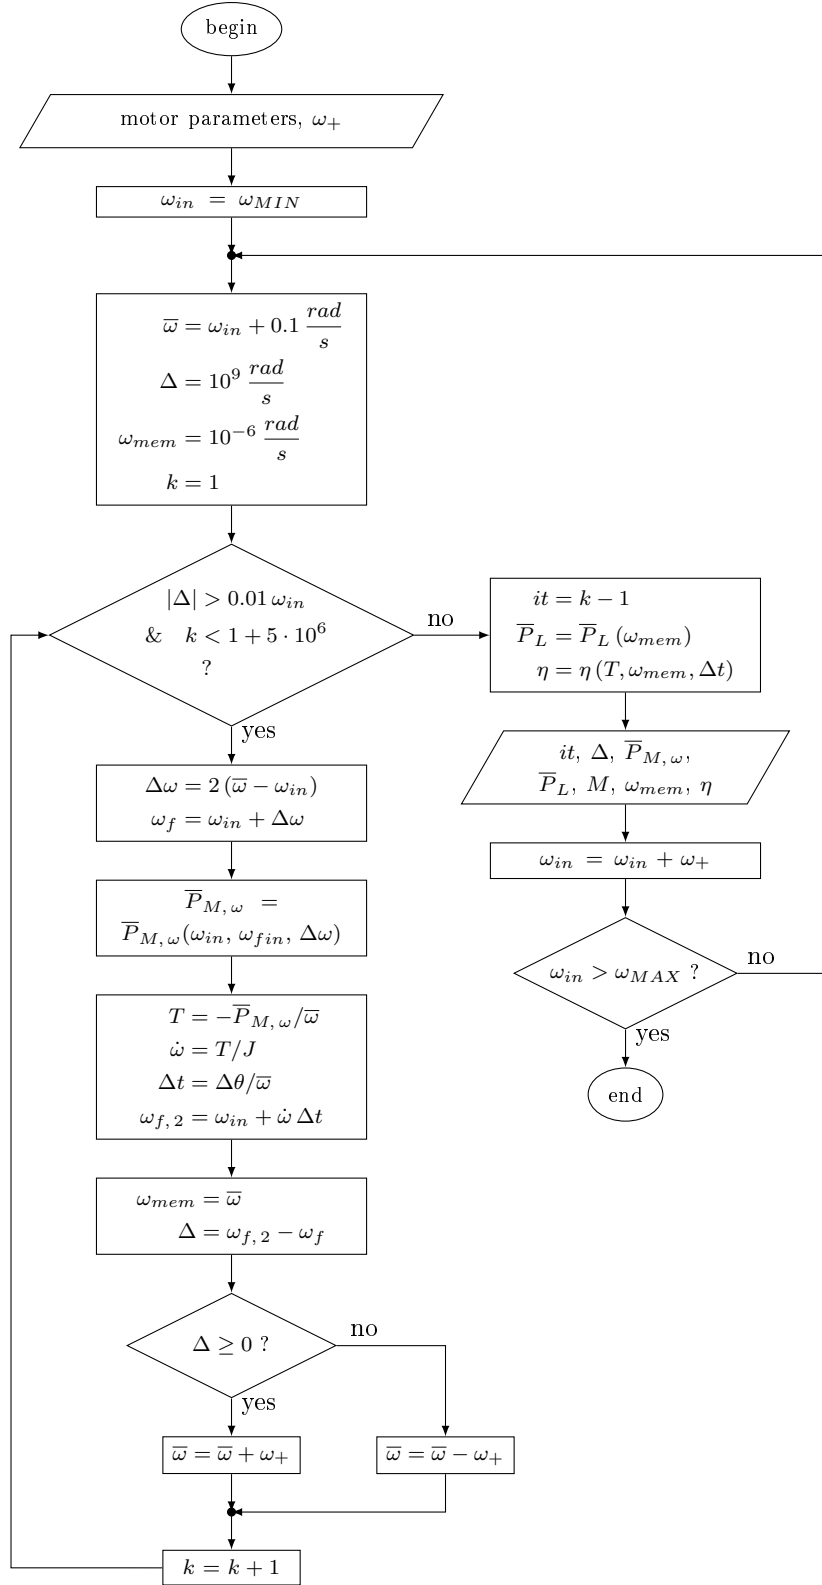 begin
motor parameters, ω₊
ω_in = ω_MIN
ω̅ = ω_in + 0.1 rad/s
Δ = 10⁹ rad/s
ω_mem = 10⁻⁶ rad/s
k = 1
|Δ| > 0.01 ω_in
& k < 1 + 5 · 10⁶
?
no
yes
Δω = 2 (ω̅ − ω_in)
ω_f = ω_in + Δω
P̅_M, ω =
P̅_M, ω(ω_in, ω_fin, Δω)
T = −P̅_M, ω/ω̅
ω̇ = T/J
Δt = Δθ/ω̅
ω_f, 2 = ω_in + ω̇ Δt
ω_mem = ω̅
Δ = ω_f, 2 − ω_f
Δ ≥ 0 ?
no
yes
ω̅ = ω̅ + ω₊
ω̅ = ω̅ − ω₊
k = k + 1
it = k − 1
P̅_L = P̅_L (ω_mem)
η = η (T, ω_mem, Δt)
it, Δ, P̅_M, ω,
P̅_L, M, ω_mem, η
ω_in = ω_in + ω₊
ω_in > ω_MAX ?
no
yes
end